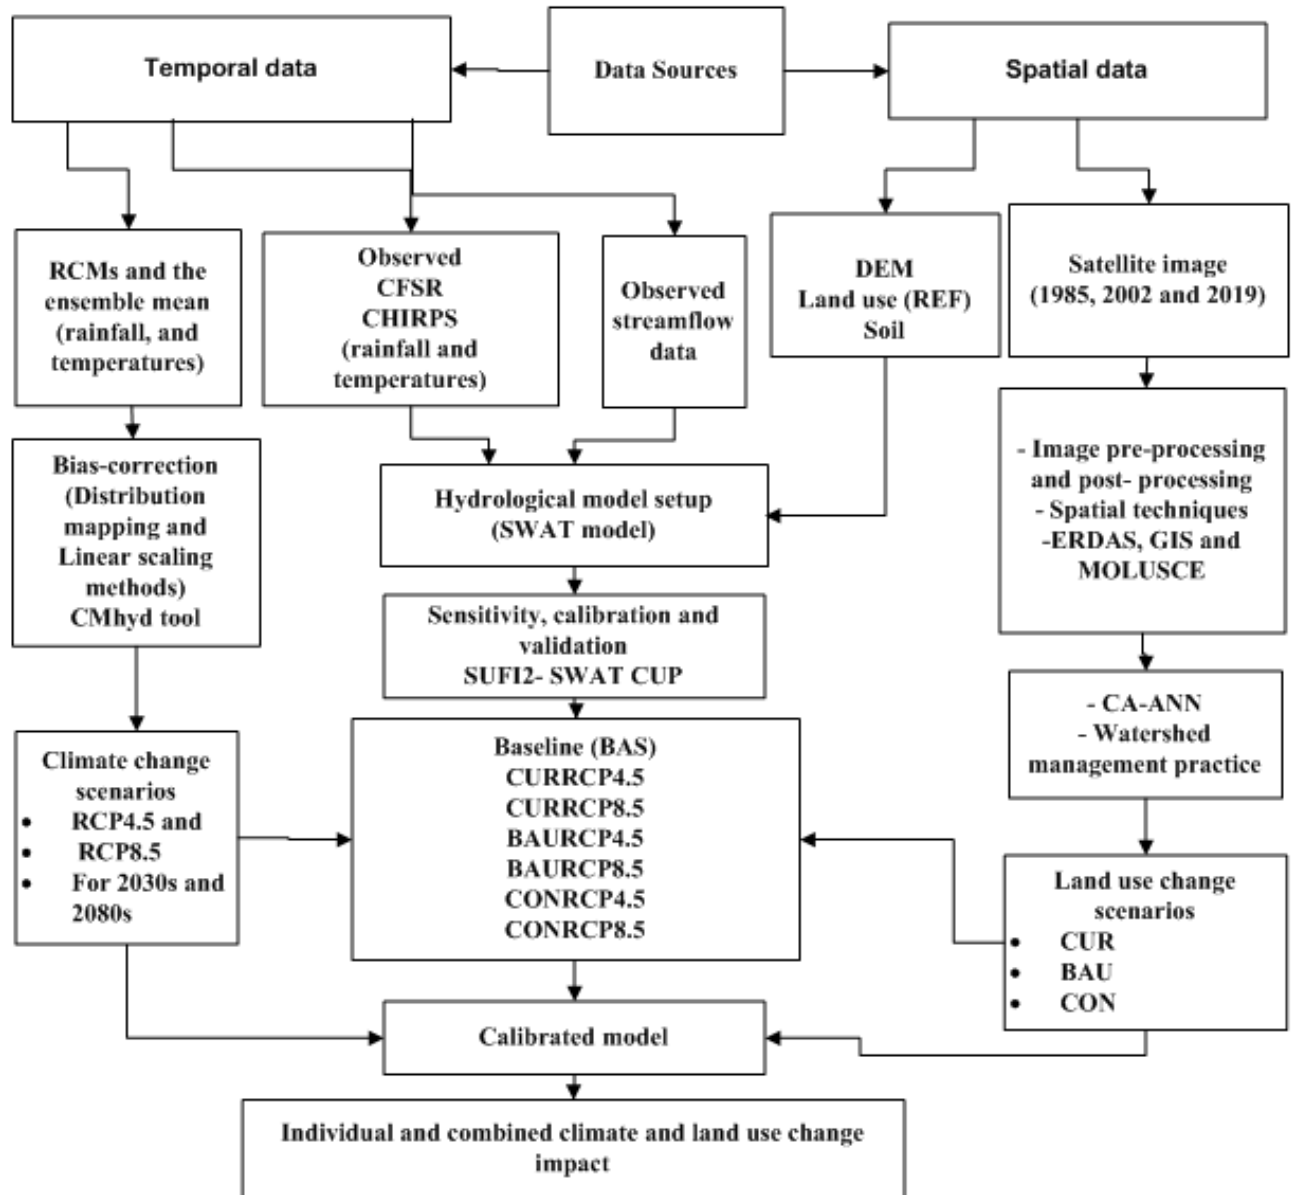 Temporal data
Data Sources
Spatial data
RCMs and the
ensemble mean
(rainfall, and
temperatures)
Observed
CFSR
CHIRPS
(rainfall and
temperatures)
Observed
streamflow
data
DEM
Land use (REF)
Soil
Satellite image
(1985, 2002 and 2019)
Bias-correction
(Distribution
mapping and
Linear scaling
methods)
CMhyd tool
Hydrological model setup
(SWAT model)
- Image pre-processing
and post- processing
- Spatial techniques
-ERDAS, GIS and
MOLUSCE
Sensitivity, calibration and
validation
SUFI2- SWAT CUP
- CA-ANN
- Watershed
management practice
Climate change
scenarios
• RCP4.5 and
• RCP8.5
• For 2030s and
2080s
Baseline (BAS)
CURRCP4.5
CURRCP8.5
BAURCP4.5
BAURCP8.5
CONRCP4.5
CONRCP8.5
Land use change
scenarios
• CUR
• BAU
• CON
Calibrated model
Individual and combined climate and land use change
impact